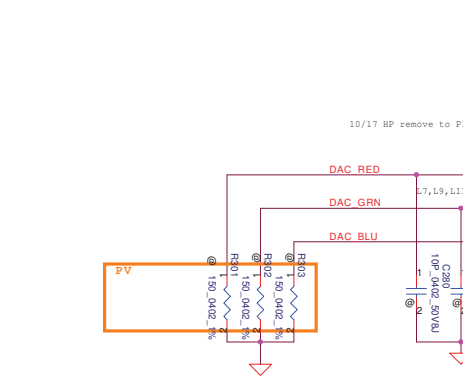 10/17 HP remove to P
DAC_RED
L7,L9,L1
DAC_GRN
DAC_BLU
PV
@
R301
1
150_0402_1%
2
@
R302
1
150_0402_1%
2
@
R303
1
150_0402_1%
2
C280
10P_0402_50V8J
1
@
2
@